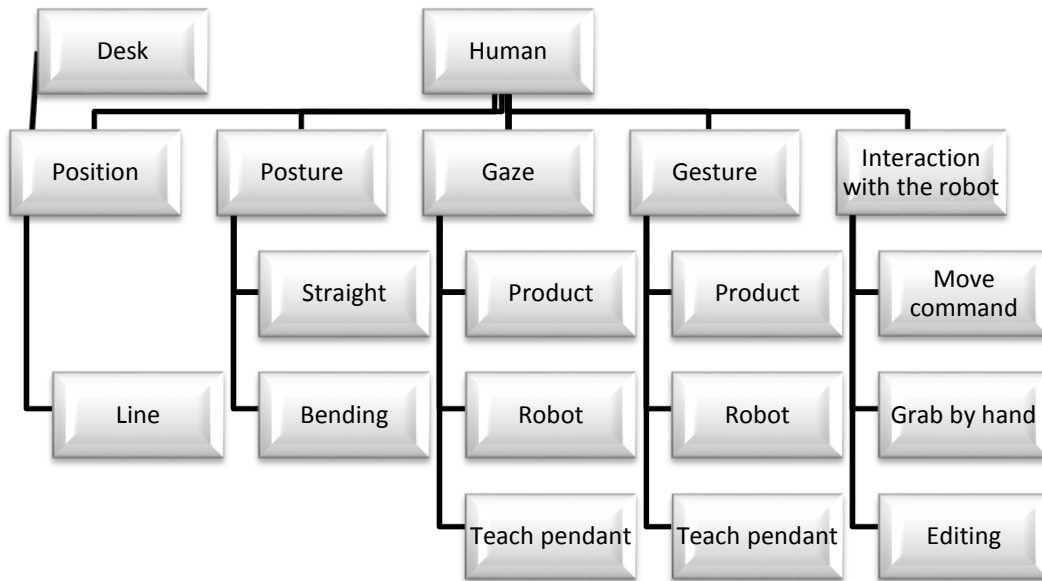 Desk
Human
Position
Posture
Gaze
Gesture
Interaction
with the robot
Straight
Product
Product
Move
command
Line
Bending
Robot
Robot
Grab by hand
Teach pendant
Teach pendant
Editing